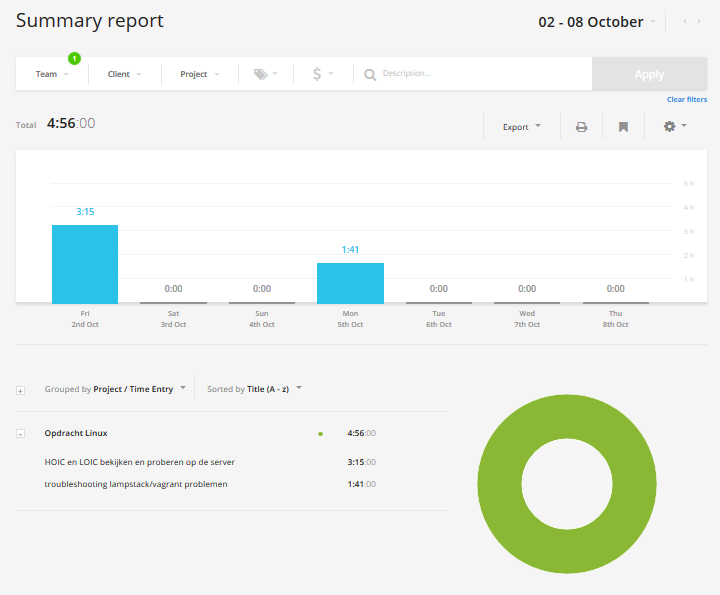 Summary report
02 - 08 October
1
Team
Client
Project
$
Description...
Apply
Clear filters
Total 4:56:00
Export
5 h
4 h
3 h
2 h
1 h
3:15
0:00
0:00
1:41
0:00
0:00
0:00
Fri
2nd Oct
Sat
3rd Oct
Sun
4th Oct
Mon
5th Oct
Tue
6th Oct
Wed
7th Oct
Thu
8th Oct
Grouped by Project / Time Entry
Sorted by Title (A - z)
Opdracht Linux 4:56:00
HOIC en LOIC bekijken en proberen op de server 3:15:00
troubleshooting lampstack/vagrant problemen 1:41:00